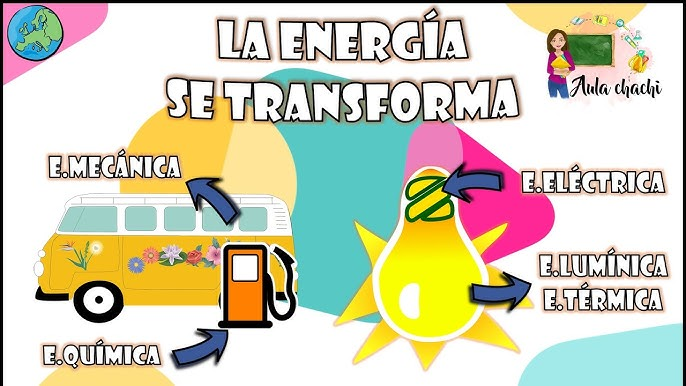 LA ENERGÍA
SE TRANSFORMA
Aula chachi
E.MECÁNICA
E.ELÉCTRICA
E.LUMÍNICA
E.TÉRMICA
E.QUÍMICA